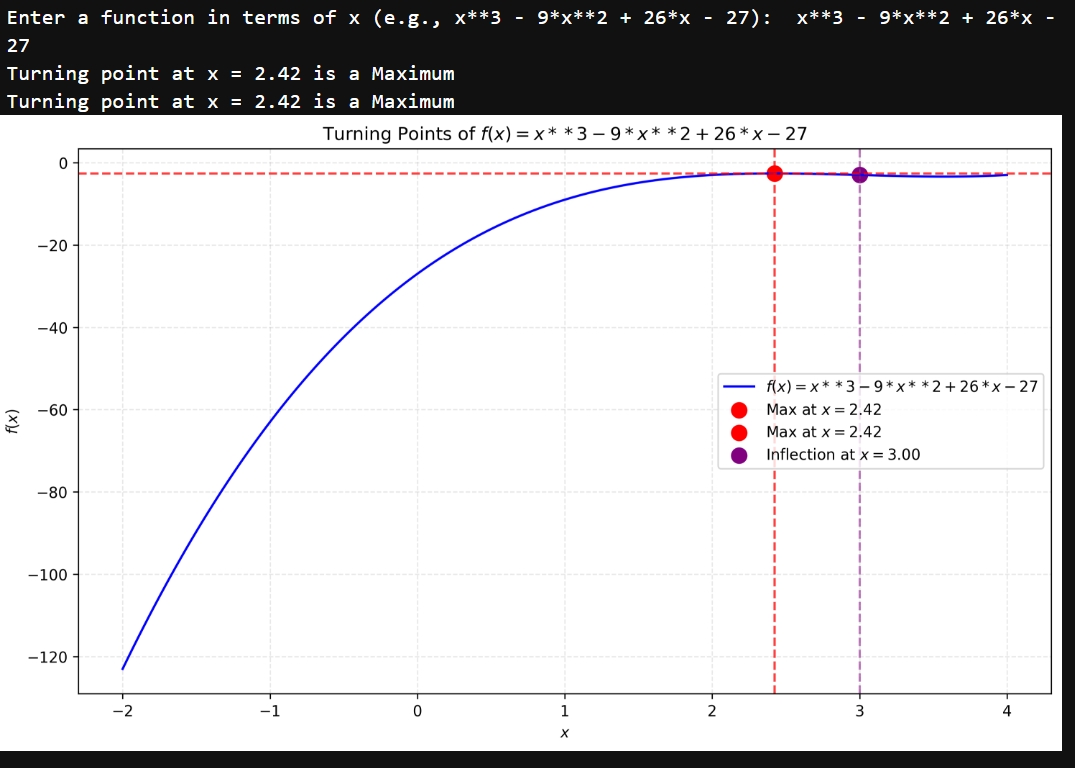 Enter a function in terms of x (e.g., x**3 - 9*x**2 + 26*x - 27):  x**3 - 9*x**2 + 26*x -
27
Turning point at x = 2.42 is a Maximum
Turning point at x = 2.42 is a Maximum
Turning Points of f(x) = x**3 − 9*x**2 + 26*x − 27
0
−20
−40
−60
−80
−100
−120
f(x)
f(x) = x**3 − 9*x**2 + 26*x − 27
Max at x = 2.42
Max at x = 2.42
Inflection at x = 3.00
−2
−1
0
1
2
3
4
x